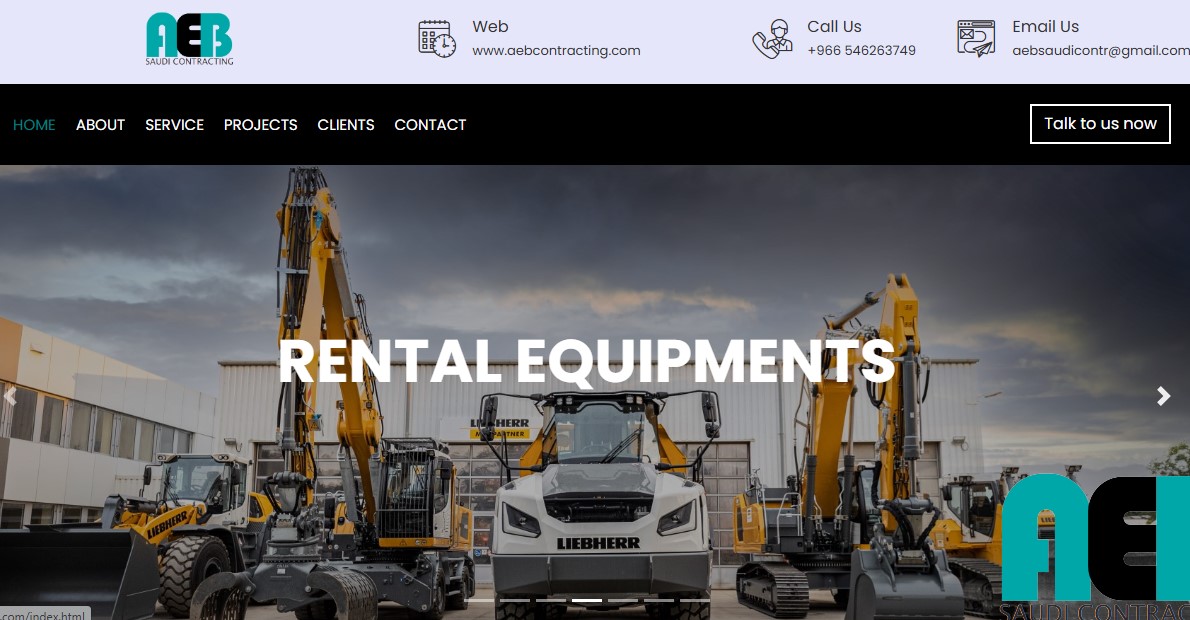 AEB
SAUDI CONTRACTING
Web
www.aebcontracting.com
Call Us
+966 546263749
Email Us
aebsaudicontr@gmail.com
HOME ABOUT SERVICE PROJECTS CLIENTS CONTACT
Talk to us now
RENTAL EQUIPMENTS
LIEBHERR
LIEBHERR
LIEBHERR
AE
SAUDI CONTRAC
.com/index.html